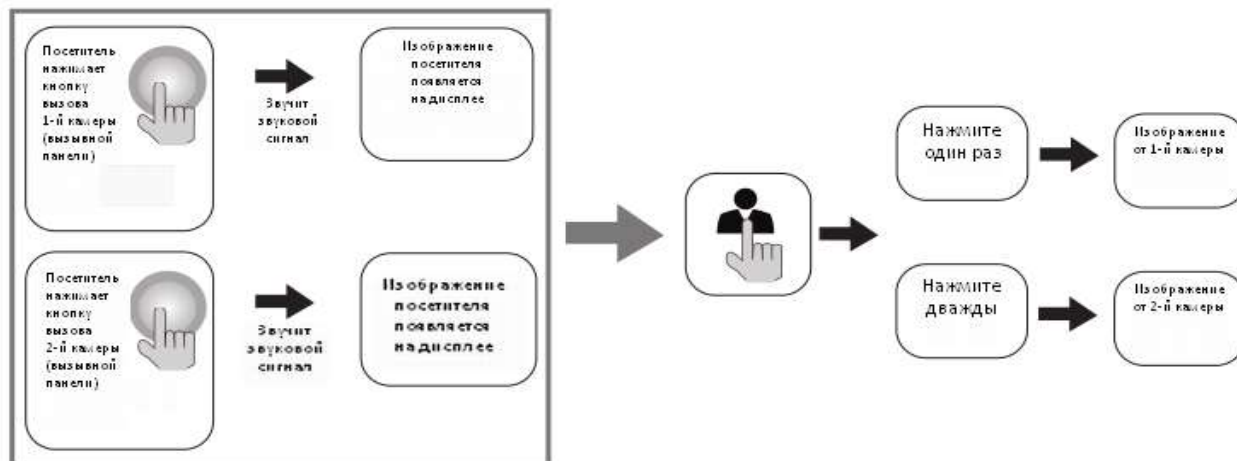 Посетитель
нажимает
кнопку
вызова
1-й камеры
(вызывной
панели)
Звучит
звуковой
сигнал
Изображение
посетителя
появляется
на дисплее
Посетитель
нажимает
кнопку
вызова
2-й камеры
(вызывной
панели)
Звучит
звуковой
сигнал
Изображение
посетителя
появляется
на дисплее
Нажмите
один раз
Изображение
от 1-й камеры
Нажмите
дважды
Изображение
от 2-й камеры